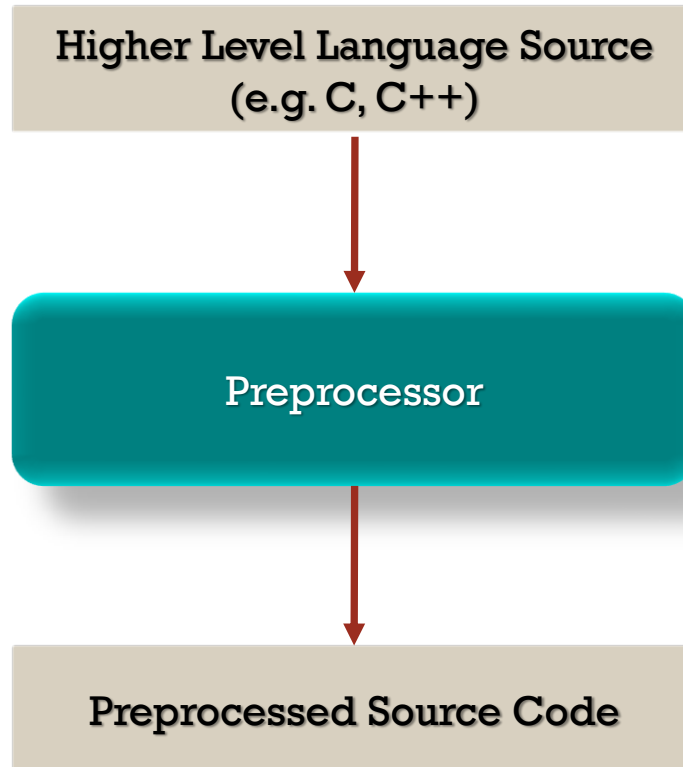 Higher Level Language Source
(e.g. C, C++)
Preprocessor
Preprocessed Source Code